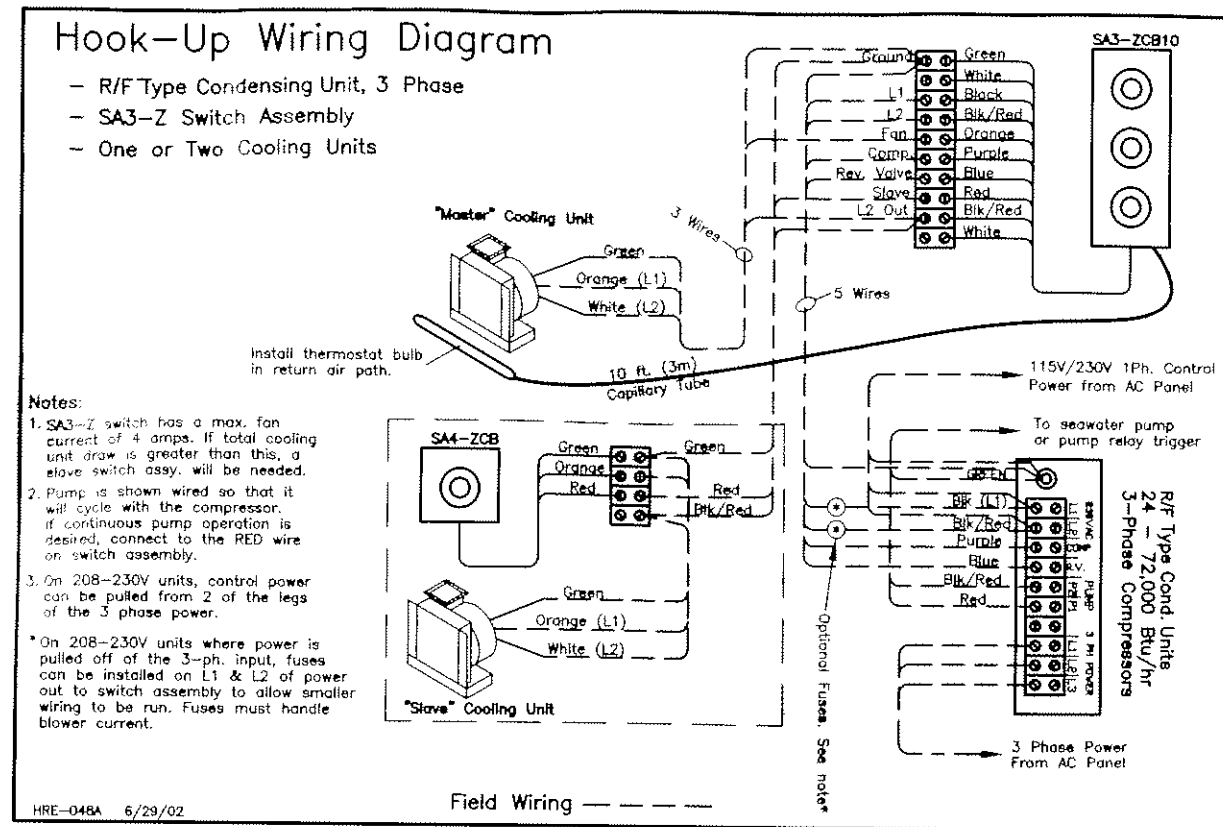 Hook-Up Wiring Diagram
- R/F Type Condensing Unit, 3 Phase
- SA3-Z Switch Assembly
- One or Two Cooling Units
SA3-ZCB10
Ground
L1
L2
Fan
Comp.
Rev. Valve
Slave
L2 Out
Green
White
Black
Blk/Red
Orange
Purple
Blue
Red
Blk/Red
White
"Master" Cooling Unit
Green
Orange (L1)
White (L2)
3 Wires
5 Wires
Install thermostat bulb
in return air path.
10 ft. (3m)
Capillary Tube
115V/230V 1Ph. Control
Power from AC Panel
To seawater pump
or pump relay trigger
Notes:
1. SA3-Z switch has a max. fan
current of 4 amps. If total cooling
unit draw is greater than this, a
slave switch assy. will be needed.
2. Pump is shown wired so that it
will cycle with the compressor.
If continuous pump operation is
desired, connect to the RED wire
on switch assembly.
3. On 208-230V units, control power
can be pulled from 2 of the legs
of the 3 phase power.
* On 208-230V units where power is
pulled off of the 3-ph. input, fuses
can be installed on L1 & L2 of power
out to switch assembly to allow smaller
wiring to be run. Fuses must handle
blower current.
SA4-ZCB
Green
Orange
Red
Green
Red
Blk/Red
Green
Orange (L1)
White (L2)
"Slave" Cooling Unit
GREEN
Blk (L1)
Blk/Red
Purple
Blue
Blk/Red
Red
*
*
L1
L2
R.V.
P2
P1
PUMP
L1
L2
L3
3 PH POWER
R/F Type Cond. Units
24 - 72,000 Btu/hr
3-Phase Compressors
Optional Fuses. See note*
3 Phase Power
From AC Panel
Field Wiring
HRE-048A 6/29/02